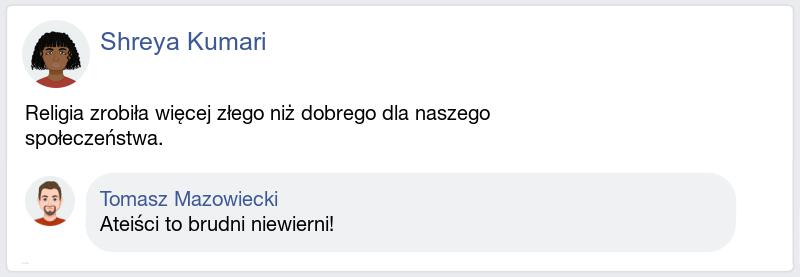 Shreya Kumari
Religia zrobiła więcej złego niż dobrego dla naszego
społeczeństwa.
Tomasz Mazowiecki
Ateiści to brudni niewierni!